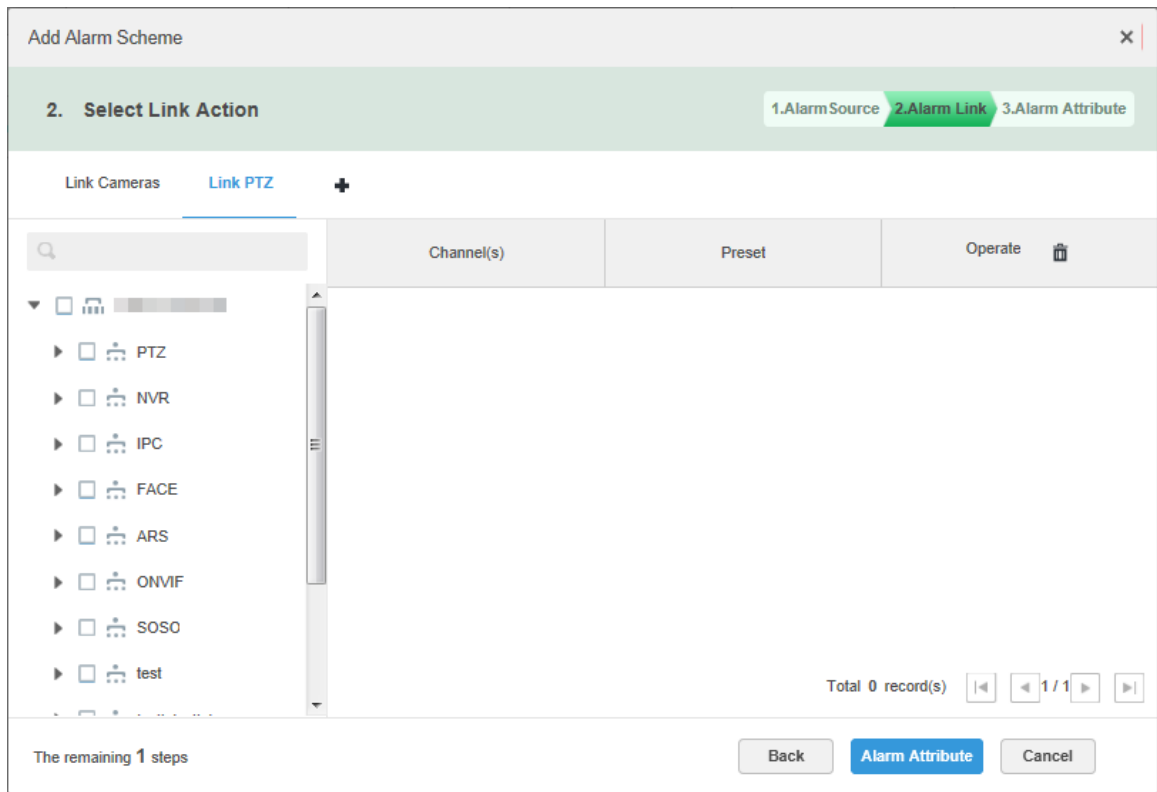 Add Alarm Scheme
2. Select Link Action
1.Alarm Source 2.Alarm Link 3.Alarm Attribute
Link Cameras Link PTZ
Channel(s) Preset Operate
PTZ
NVR
IPC
FACE
ARS
ONVIF
SOSO
test
Total 0 record(s) 1 / 1
The remaining 1 steps
Back Alarm Attribute Cancel